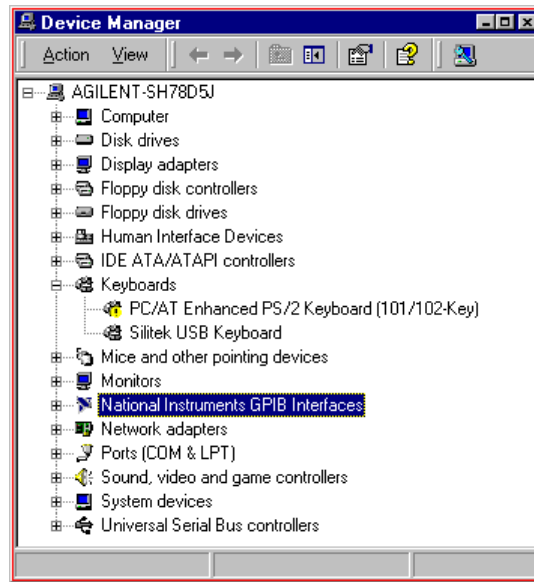 Device Manager
Action View
AGILENT-SH78D5J
Computer
Disk drives
Display adapters
Floppy disk controllers
Floppy disk drives
Human Interface Devices
IDE ATA/ATAPI controllers
Keyboards
PC/AT Enhanced PS/2 Keyboard (101/102-Key)
Silitek USB Keyboard
Mice and other pointing devices
Monitors
National Instruments GPIB Interfaces
Network adapters
Ports (COM & LPT)
Sound, video and game controllers
System devices
Universal Serial Bus controllers